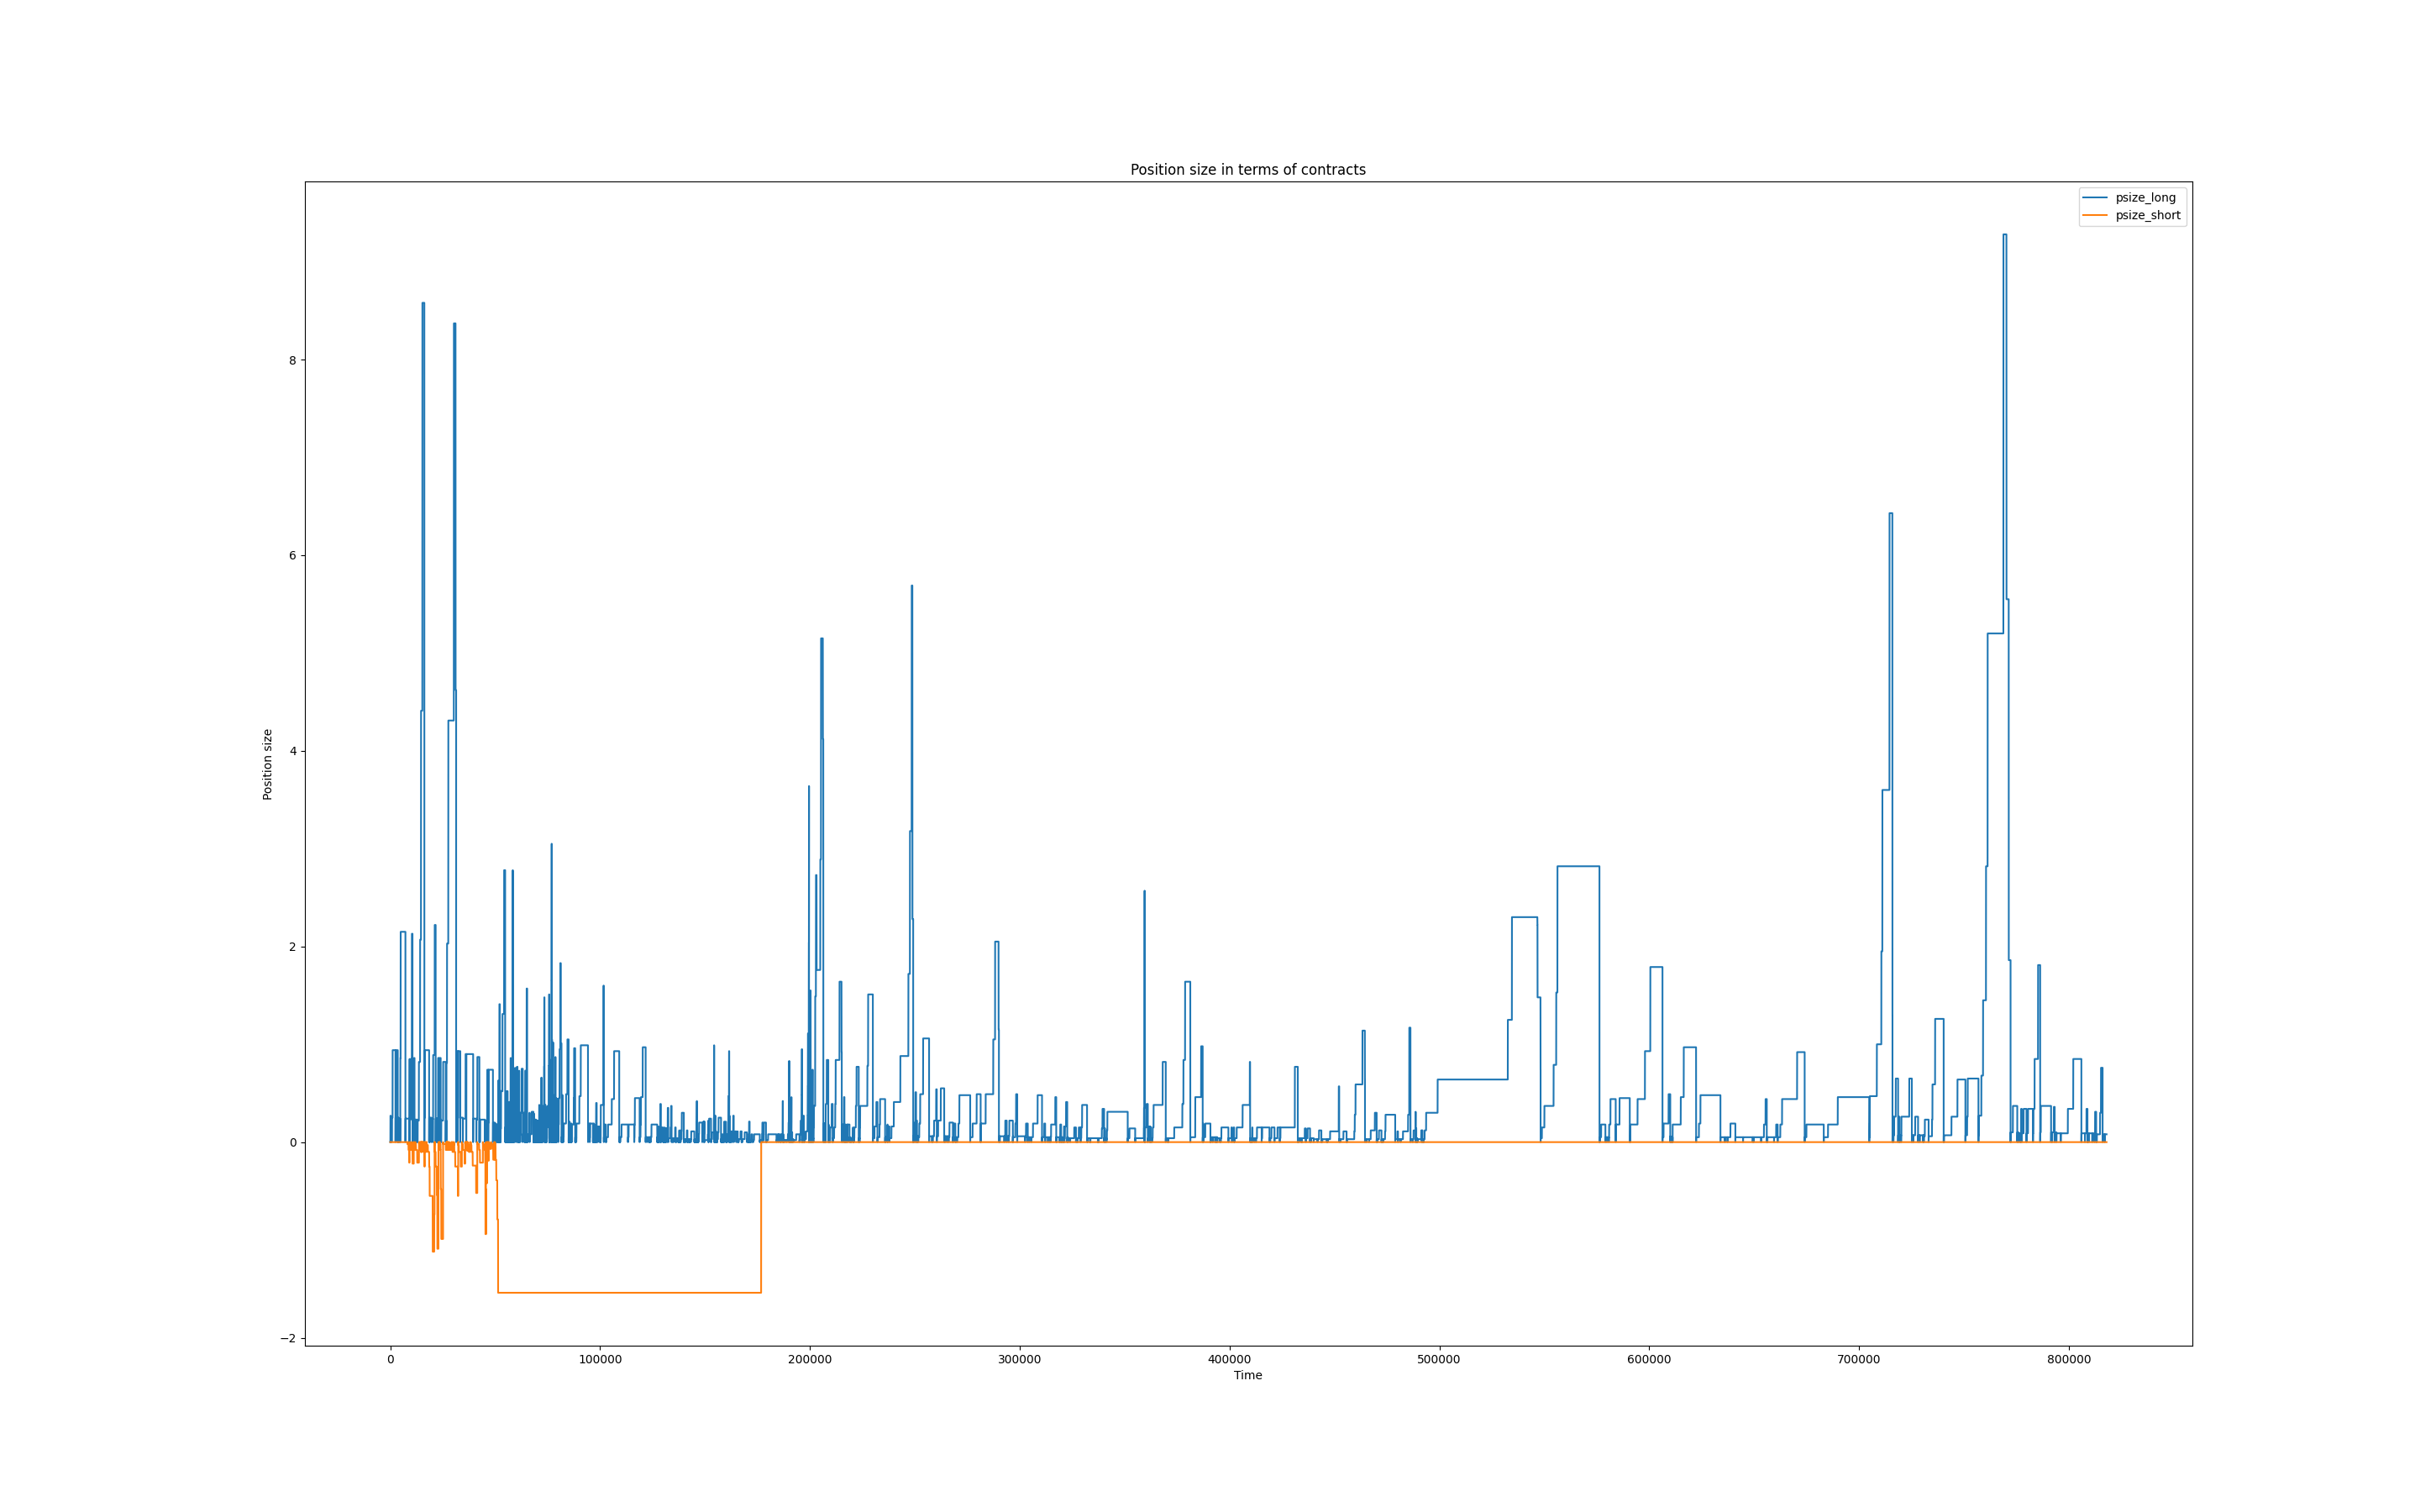 Position size in terms of contracts
psize_long
psize_short
Position size
8
6
4
2
0
−2
0 100000 200000 300000 400000 500000 600000 700000 800000
Time